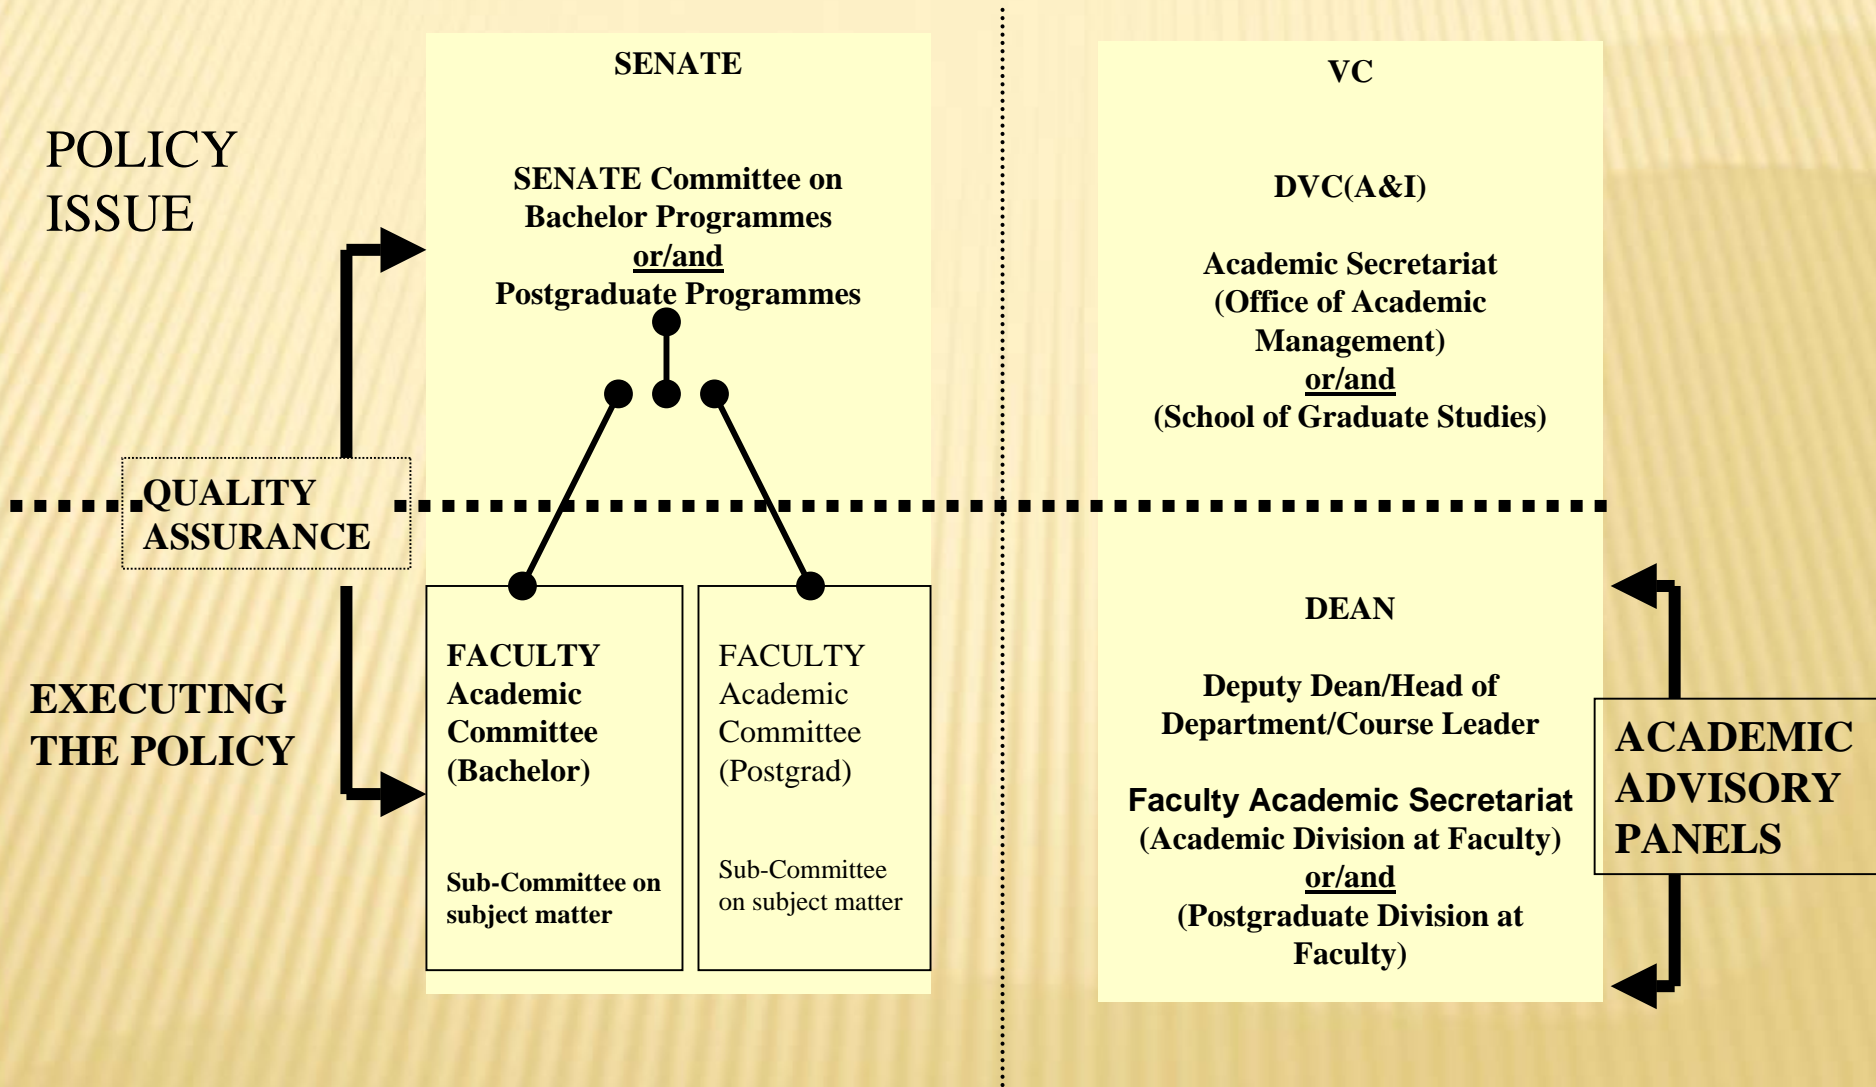 POLICY
ISSUE
QUALITY
ASSURANCE
EXECUTING
THE POLICY
SENATE
SENATE Committee on
Bachelor Programmes
or/and
Postgraduate Programmes
FACULTY
Academic
Committee
(Bachelor)
Sub-Committee on
subject matter
FACULTY
Academic
Committee
(Postgrad)
Sub-Committee
on subject matter
VC
DVC(A&I)
Academic Secretariat
(Office of Academic
Management)
or/and
(School of Graduate Studies)
DEAN
Deputy Dean/Head of
Department/Course Leader
Faculty Academic Secretariat
(Academic Division at Faculty)
or/and
(Postgraduate Division at
Faculty)
ACADEMIC
ADVISORY
PANELS